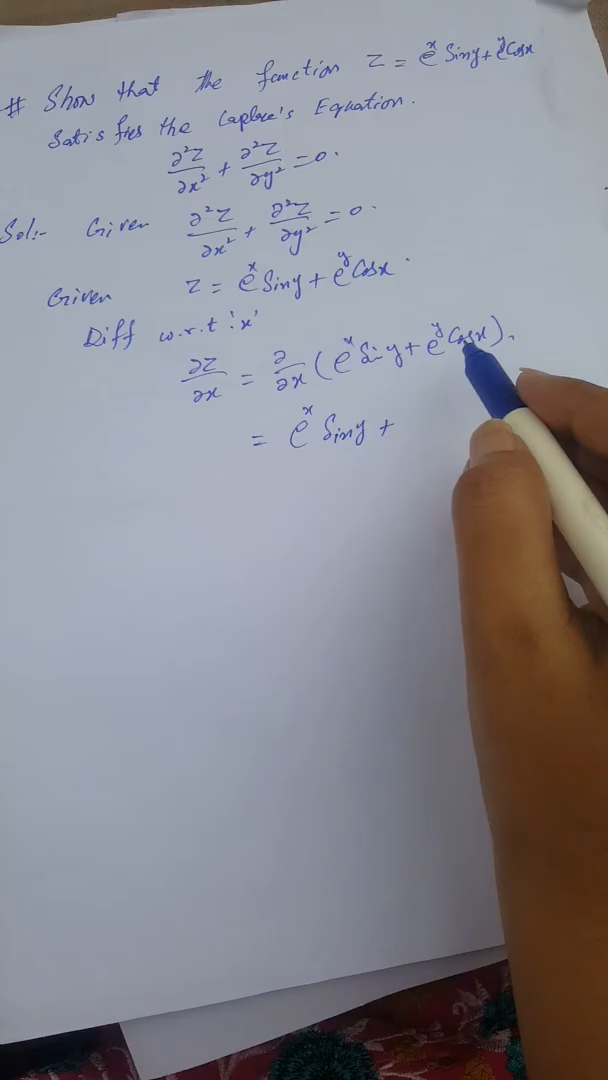 # Show that the function Z = e^x Siny + e^y Cosx
Satisfies the Laplace's Equation.
∂²Z/∂x² + ∂²Z/∂y² = 0.
Sol:- Given ∂²Z/∂x² + ∂²Z/∂y² = 0.
Given Z = e^x Siny + e^y Cosx.
Diff w.r.t 'x'
∂Z/∂x = ∂/∂x (e^x Siny + e^y Cosx).
= e^x Siny +